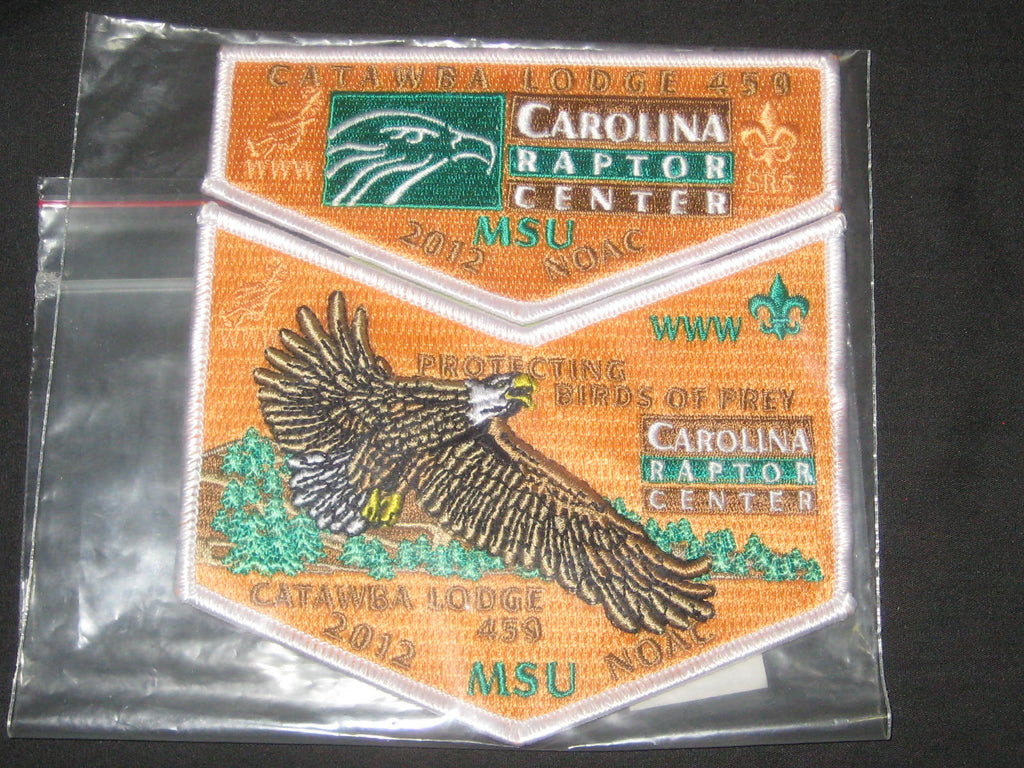 CATAWBA LODGE 459
WWW
CAROLINA
RAPTOR
CENTER
SR5
2012 MSU NOAC
WWW
WWW
PROTECTING
BIRDS OF PREY
CAROLINA
RAPTOR
CENTER
CATAWBA LODGE
459
2012 MSU NOAC